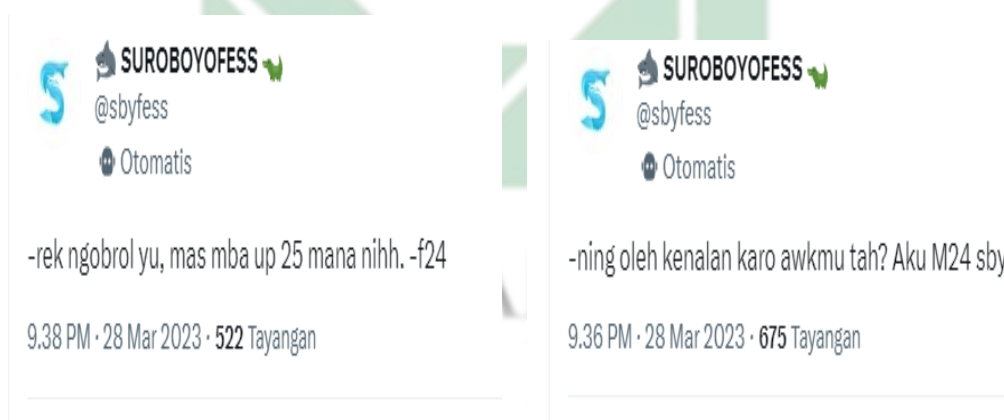 SUROBOYOFESS
@sbyfess
Otomatis
-rek ngobrol yu, mas mba up 25 mana nihh. -f24
9.38 PM · 28 Mar 2023 · 522 Tayangan
SUROBOYOFESS
@sbyfess
Otomatis
-ning oleh kenalan karo awkmu tah? Aku M24 sby
9.36 PM · 28 Mar 2023 · 675 Tayangan